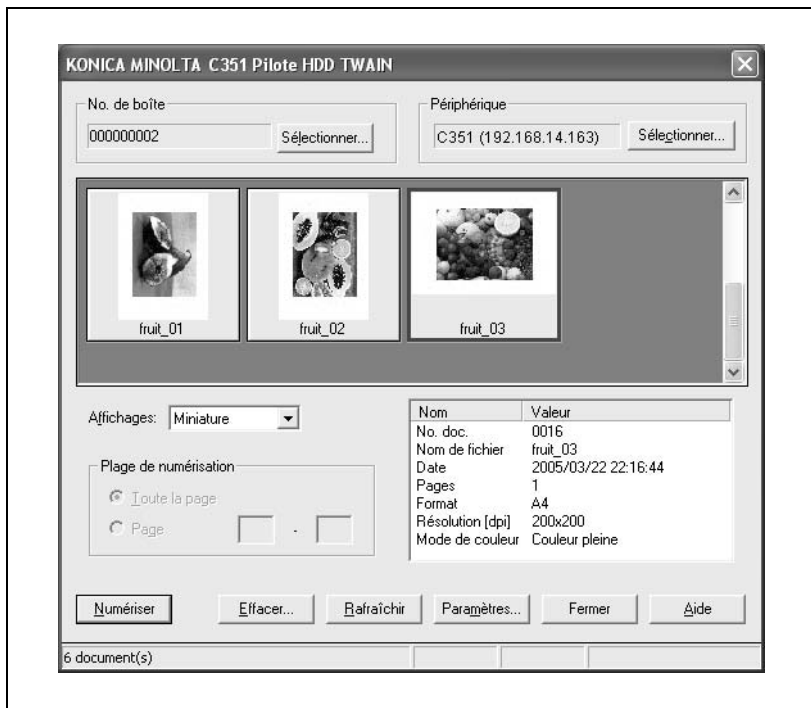 KONICA MINOLTA C351 Pilote HDD TWAIN
No. de boîte
000000002
Sélectionner...
Périphérique
C351 (192.168.14.163)
Sélectionner...
fruit_01
fruit_02
fruit_03
Affichages:
Miniature
Plage de numérisation
Toute la page
Page
-
Nom Valeur
No. doc. 0016
Nom de fichier fruit_03
Date 2005/03/22 22:16:44
Pages 1
Format A4
Résolution [dpi] 200x200
Mode de couleur Couleur pleine
Numériser
Effacer...
Rafraîchir
Paramètres...
Fermer
Aide
6 document(s)